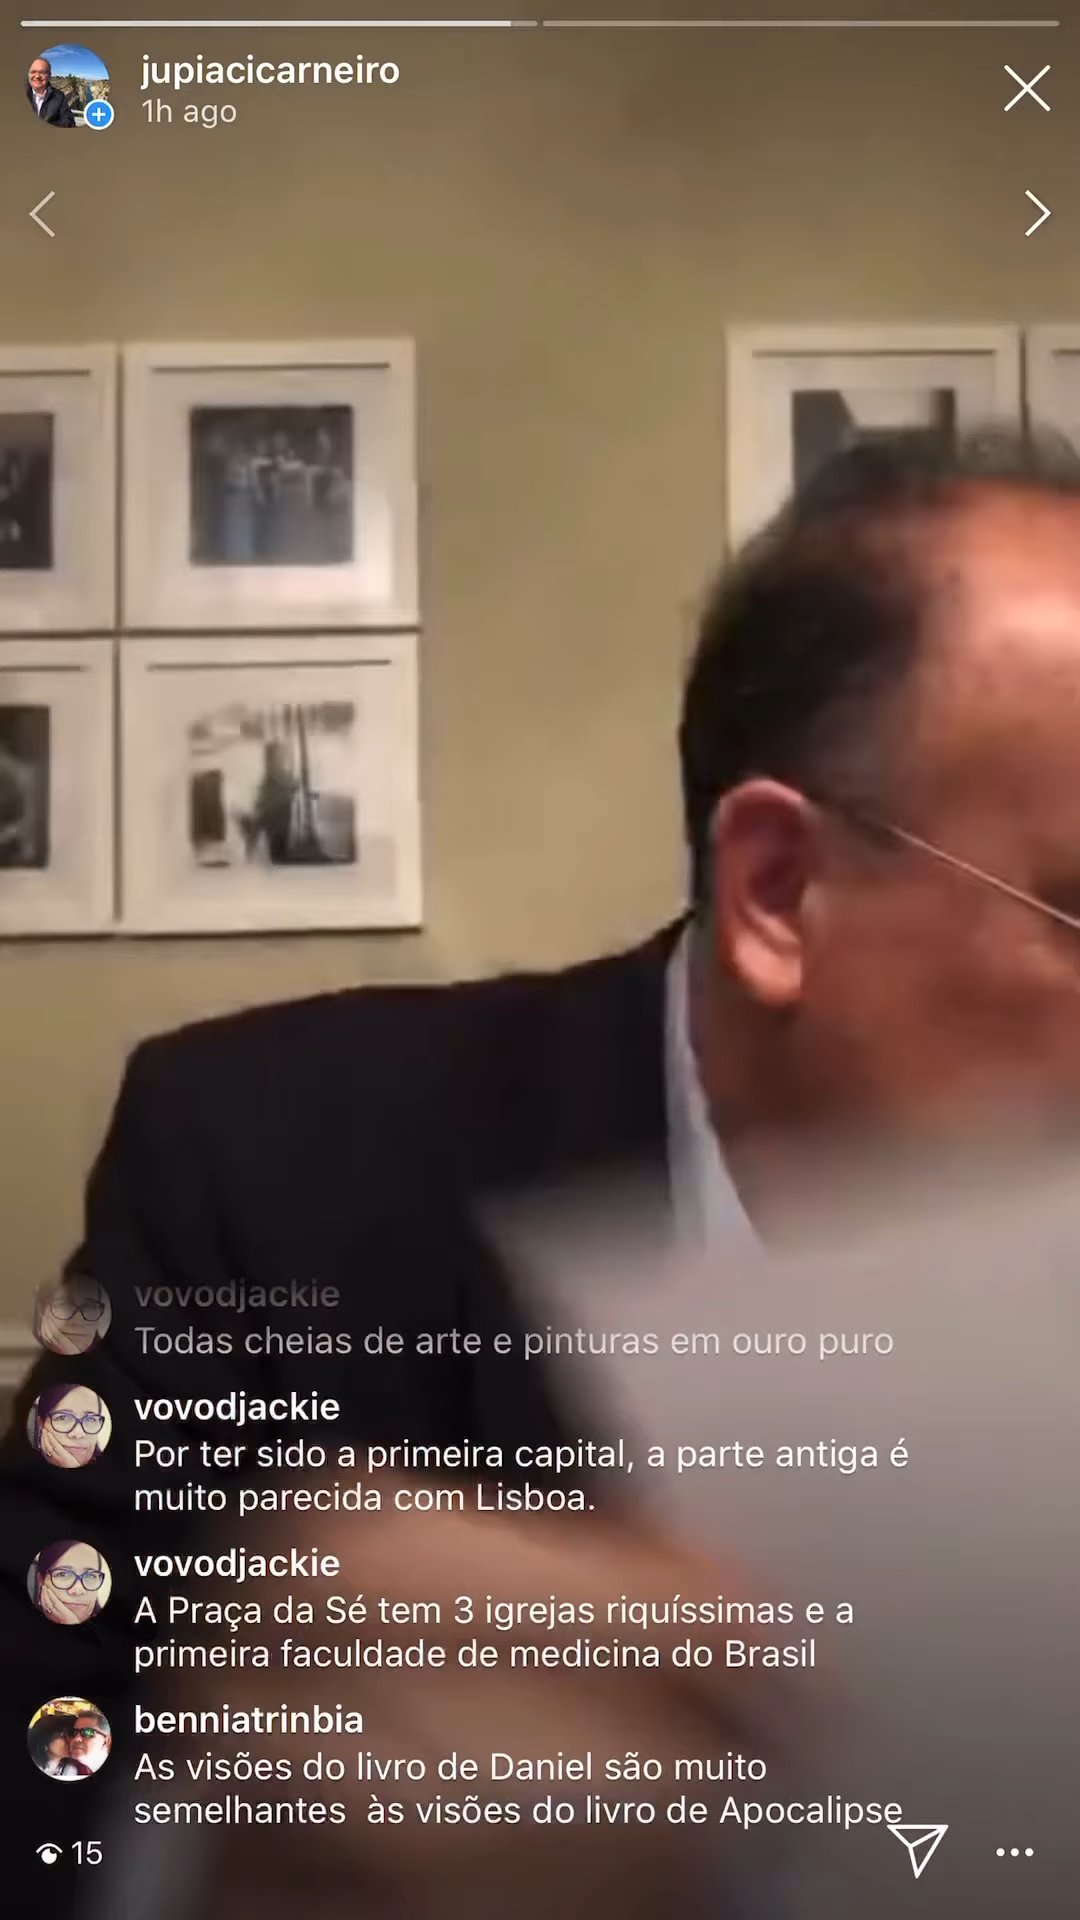 jupiacicarneiro
1h ago
vovodjackie
Todas cheias de arte e pinturas em ouro puro
vovodjackie
Por ter sido a primeira capital, a parte antiga é
muito parecida com Lisboa.
vovodjackie
A Praça da Sé tem 3 igrejas riquíssimas e a
primeira faculdade de medicina do Brasil
benniatrinbia
As visões do livro de Daniel são muito
semelhantes  às visões do livro de Apocalipse
15